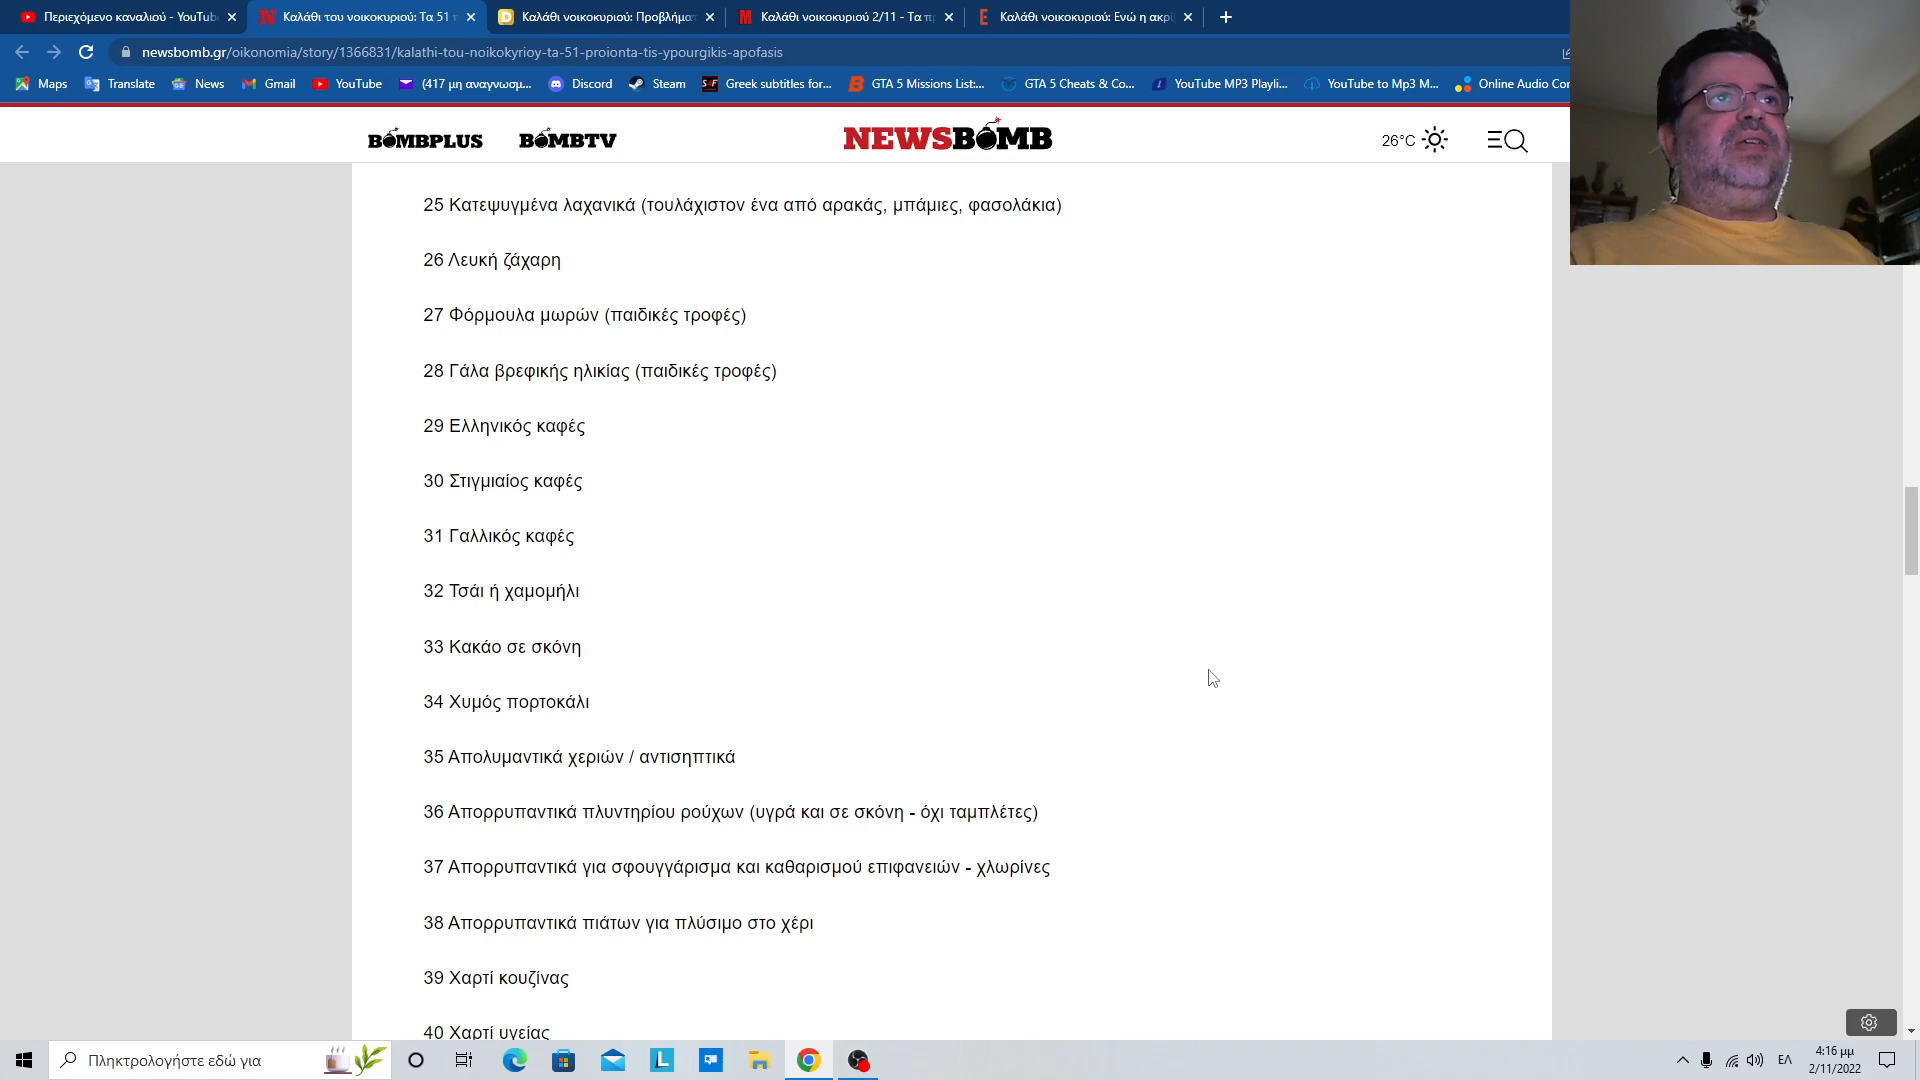 Περιεχόμενο καναλιού - YouTub
Καλάθι του νοικοκυριού: Τα 51
Καλάθι νοικοκυριού: Προβλήμα
Καλάθι νοικοκυριού 2/11 - Τα π
Καλάθι νοικοκυριού: Ενώ η ακρί
newsbomb.gr/oikonomia/story/1366831/kalathi-tou-noikokyrioy-ta-51-proionta-tis-ypourgikis-apofasis
Maps Translate News Gmail YouTube (417 μη αναγνωσμ... Discord Steam Greek subtitles for... GTA 5 Missions List:... GTA 5 Cheats & Co... YouTube MP3 Playli... YouTube to Mp3 M... Online Audio Con
BOMBPLUS BOMBTV NEWSBOMB 26°C
25 Κατεψυγμένα λαχανικά (τουλάχιστον ένα από αρακάς, μπάμιες, φασολάκια)
26 Λευκή ζάχαρη
27 Φόρμουλα μωρών (παιδικές τροφές)
28 Γάλα βρεφικής ηλικίας (παιδικές τροφές)
29 Ελληνικός καφές
30 Στιγμιαίος καφές
31 Γαλλικός καφές
32 Τσάι ή χαμομήλι
33 Κακάο σε σκόνη
34 Χυμός πορτοκάλι
35 Απολυμαντικά χεριών / αντισηπτικά
36 Απορρυπαντικά πλυντηρίου ρούχων (υγρά και σε σκόνη - όχι ταμπλέτες)
37 Απορρυπαντικά για σφουγγάρισμα και καθαρισμού επιφανειών - χλωρίνες
38 Απορρυπαντικά πιάτων για πλύσιμο στο χέρι
39 Χαρτί κουζίνας
40 Χαρτί υγείας
Πληκτρολογήστε εδώ για
ΕΛ
4:16 μμ
2/11/2022